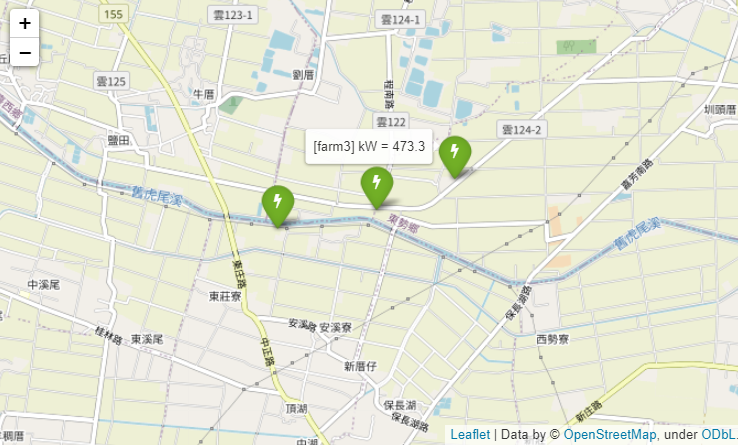 +
−
155
雲123-1
雲124-1
雲125
牛厝
劉厝
程南路
圳頭厝
雲122
雲124-2
鹽田
[farm3] kW = 473.3
嘉芳南路
舊虎尾溪
東勢鄉
舊虎尾溪
東庄路
中溪尾
東莊寮
保長湖路
桂林路
東溪尾
中正路
安溪路
安溪寮
西勢寮
新厝仔
頂湖
保長湖
保長湖路
新庄路
中湖
Leaflet | Data by © OpenStreetMap, under ODbL.